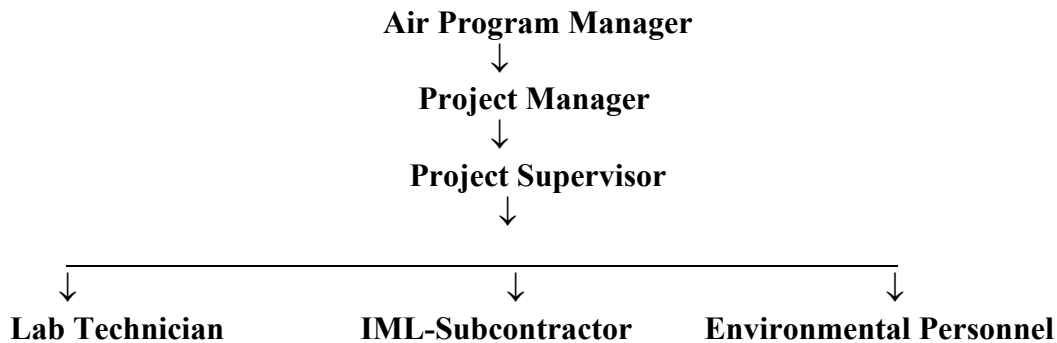 Air Program Manager
Project Manager
Project Supervisor
Lab Technician IML-Subcontractor Environmental Personnel